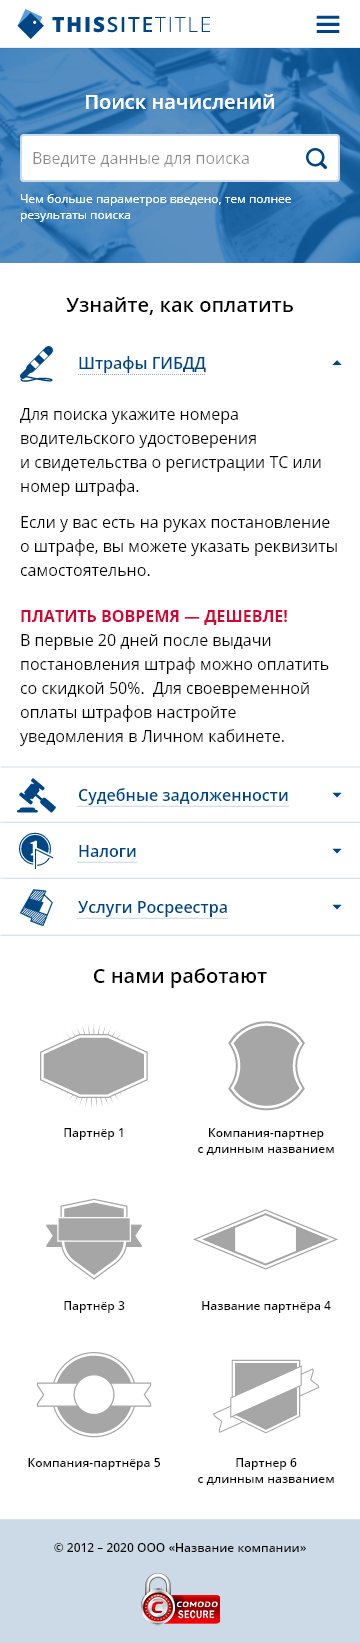 THISSITETITLE
Поиск начислений
Введите данные для поиска
Чем больше параметров введено, тем полнее
результаты поиска
Узнайте, как оплатить
Штрафы ГИБДД
Для поиска укажите номера
водительского удостоверения
и свидетельства о регистрации ТС или
номер штрафа.
Если у вас есть на руках постановление
о штрафе, вы можете указать реквизиты
самостоятельно.
ПЛАТИТЬ ВОВРЕМЯ — ДЕШЕВЛЕ!
В первые 20 дней после выдачи
постановления штраф можно оплатить
со скидкой 50%. Для своевременной
оплаты штрафов настройте
уведомления в Личном кабинете.
Судебные задолженности
1
Налоги
Услуги Росреестра
С нами работают
Партнёр 1
Компания-партнер
с длинным названием
Партнёр 3
Название партнёра 4
Компания-партнёра 5
Партнер 6
с длинным названием
© 2012 – 2020 ООО «Название компании»
C COMODO
SECURE